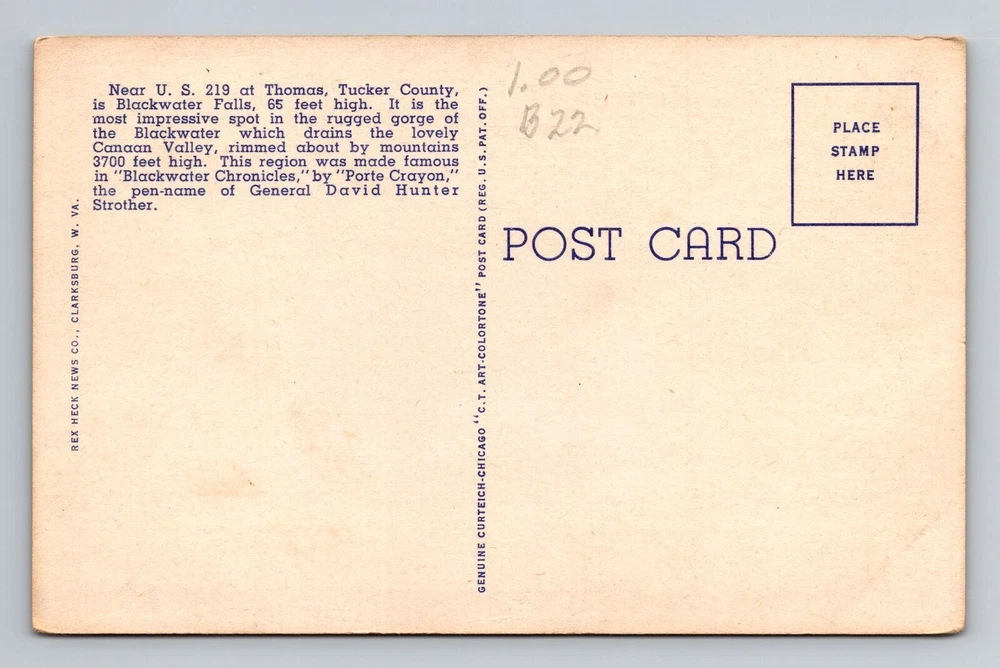 Near U. S. 219 at Thomas, Tucker County,
is Blackwater Falls, 65 feet high. It is the
most impressive spot in the rugged gorge of
the Blackwater which drains the lovely
Canaan Valley, rimmed about by mountains
3700 feet high. This region was made famous
in "Blackwater Chronicles," by "Porte Crayon,"
the pen-name of General David Hunter
Strother.
REX HECK NEWS CO., CLARKSBURG, W. VA.
GENUINE CURTEICH-CHICAGO "C.T. ART-COLORTONE" POST CARD (REG. U.S. PAT. OFF.)
1.00
B22
POST CARD
PLACE
STAMP
HERE